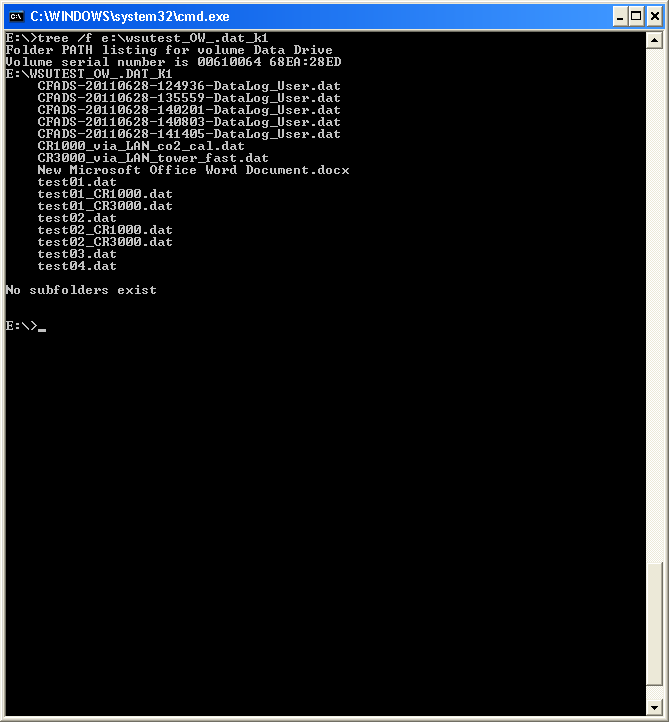 C:\WINDOWS\system32\cmd.exe
E:\>tree /f e:\wsutest_OW_.dat_k1
Folder PATH listing for volume Data Drive
Volume serial number is 00610064 68EA:28ED
E:\WSUTEST_OW_.DAT_K1
    CFADS-20110628-124936-DataLog_User.dat
    CFADS-20110628-135559-DataLog_User.dat
    CFADS-20110628-140201-DataLog_User.dat
    CFADS-20110628-140803-DataLog_User.dat
    CFADS-20110628-141405-DataLog_User.dat
    CR1000_via_LAN_co2_cal.dat
    CR3000_via_LAN_tower_fast.dat
    New Microsoft Office Word Document.docx
    test01.dat
    test01_CR1000.dat
    test01_CR3000.dat
    test02.dat
    test02_CR1000.dat
    test02_CR3000.dat
    test03.dat
    test04.dat
No subfolders exist
E:\>_